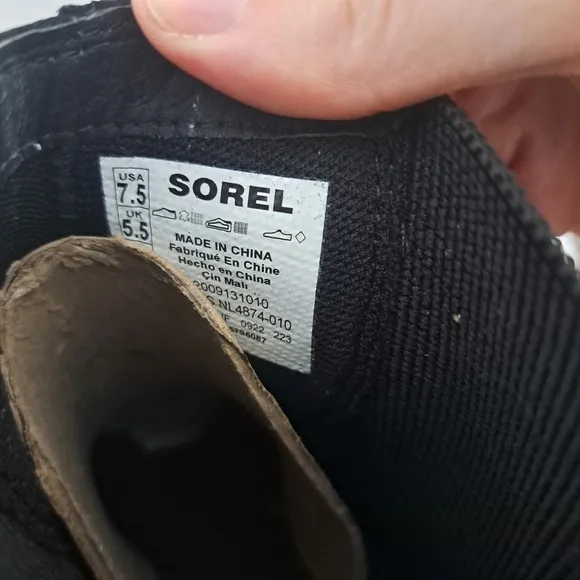 USA
7.5
UK
5.5
SOREL
MADE IN CHINA
Fabriqué En Chine
Hecho en China
Çin Malı
2009131010
NL4874-010
0922 223